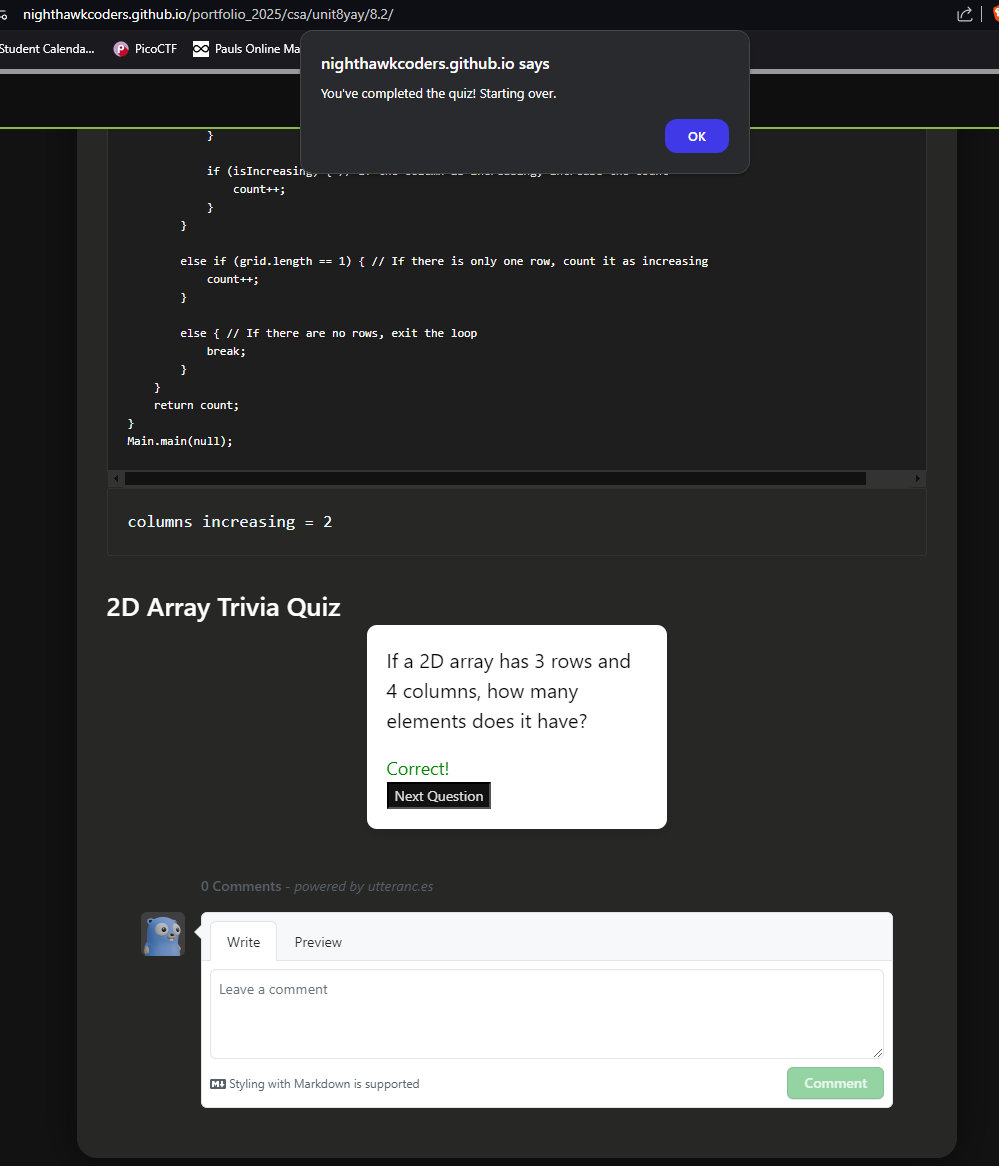 nighthawkcoders.github.io/portfolio_2025/csa/unit8yay/8.2/
Student Calenda...
PicoCTF
Pauls Online Ma
nighthawkcoders.github.io says
You've completed the quiz! Starting over.
OK
}
if (isIncreasing)
count++;
}
}
else if (grid.length == 1) { // If there is only one row, count it as increasing
count++;
}
else { // If there are no rows, exit the loop
break;
}
}
return count;
}
Main.main(null);
columns increasing = 2
2D Array Trivia Quiz
If a 2D array has 3 rows and
4 columns, how many
elements does it have?
Correct!
Next Question
0 Comments - powered by utteranc.es
Write
Preview
Leave a comment
Styling with Markdown is supported
Comment